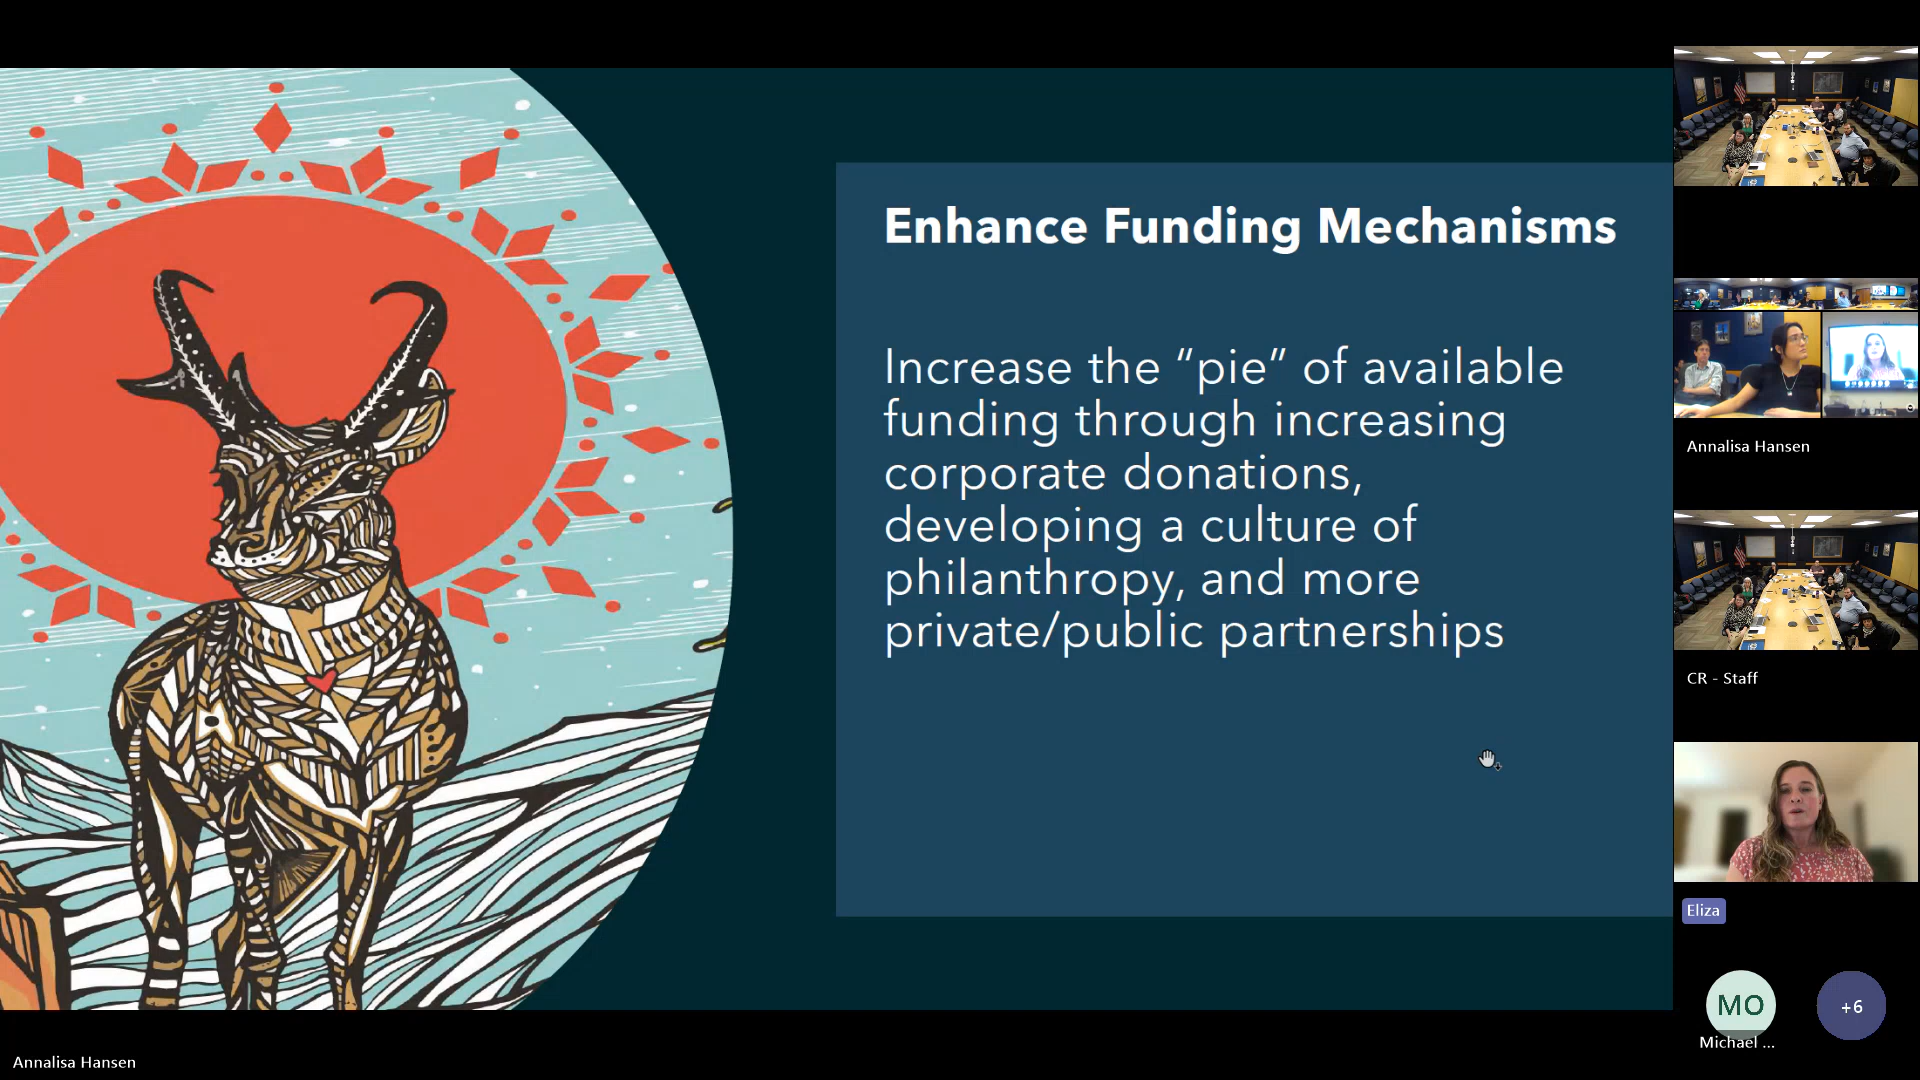 Enhance Funding Mechanisms
Increase the “pie” of available
funding through increasing
corporate donations,
developing a culture of
philanthropy, and more
private/public partnerships
Annalisa Hansen
CR - Staff
Eliza
MO
+6
Michael ...
Annalisa Hansen